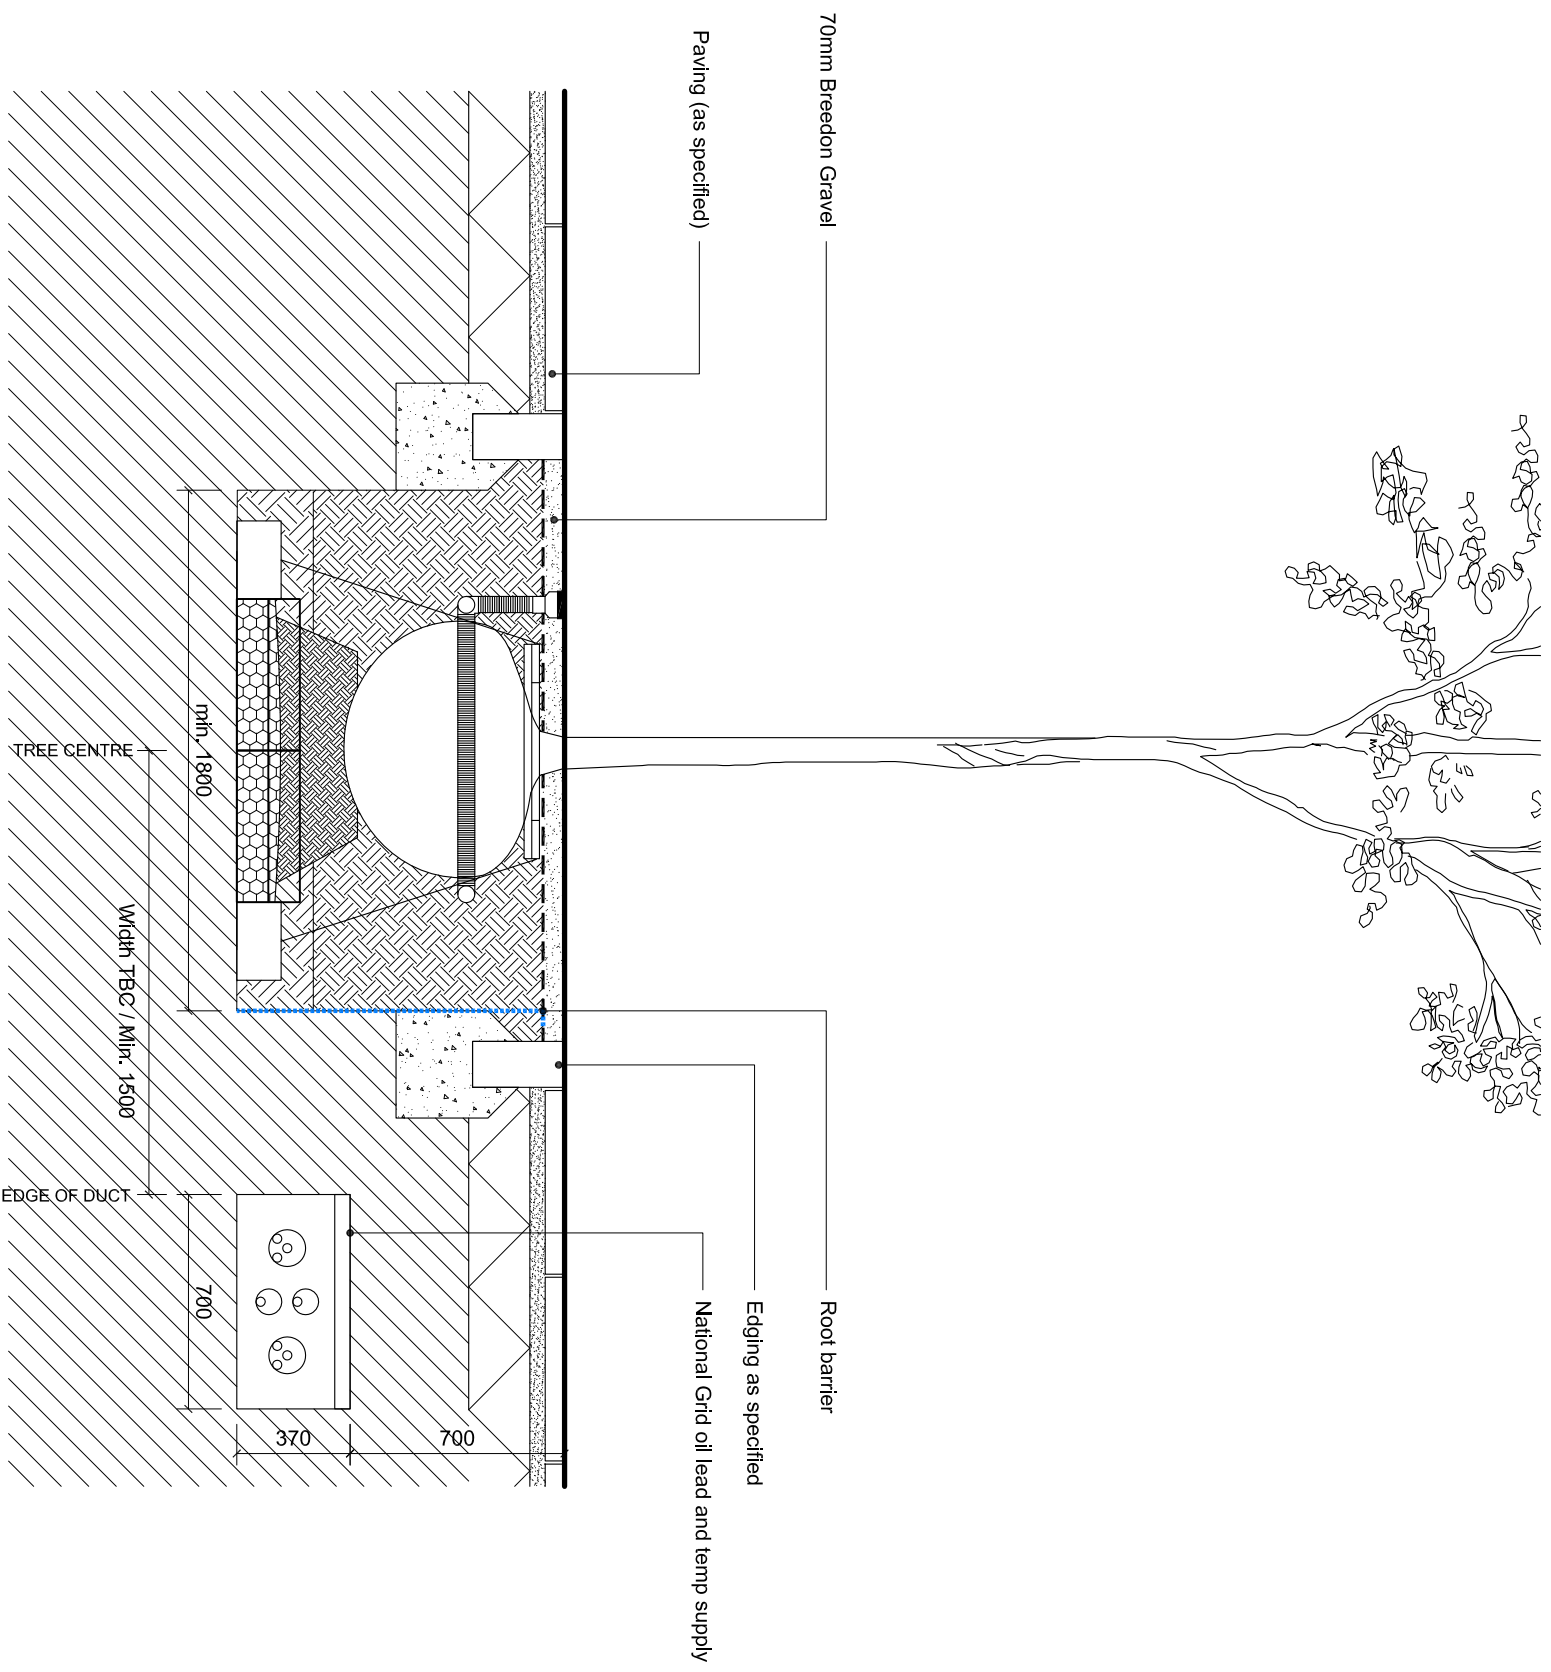 70mm Breedon Gravel
Paving (as specified)
Root barrier
Edging as specified
National Grid oil lead and temp supply
700
370
min. 1800
700
TREE CENTRE
Width TBC / Min. 1500
EDGE OF DUCT